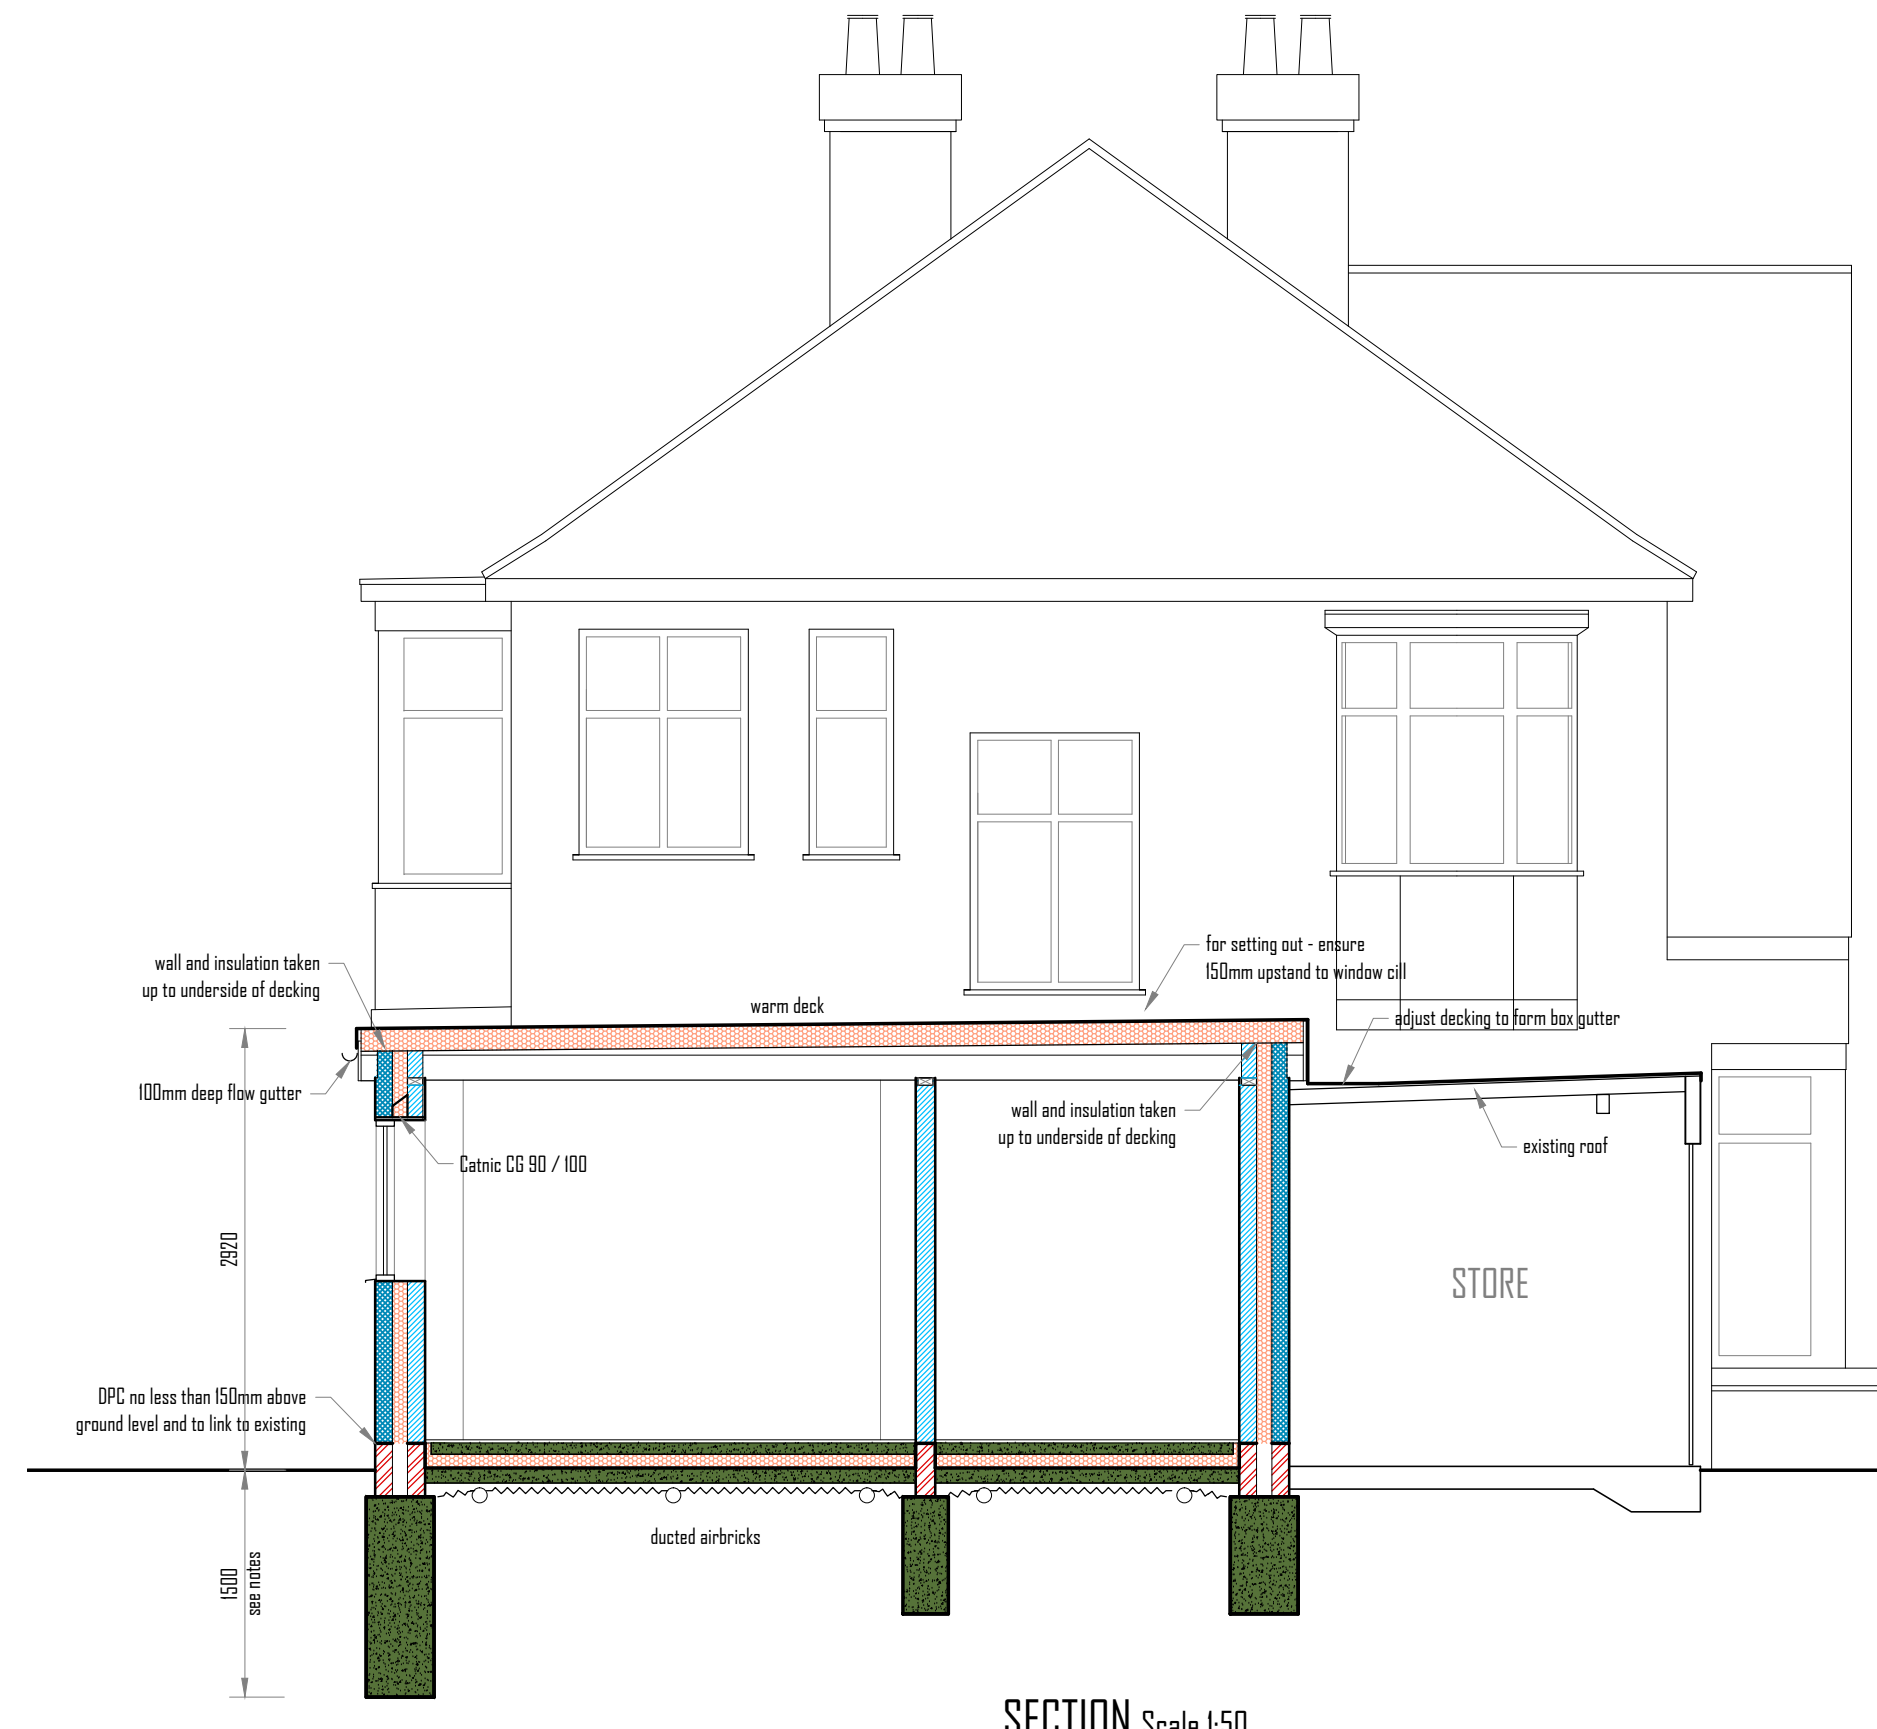 wall and insulation taken
up to underside of decking
for setting out - ensure
150mm upstand to window cill
warm deck
adjust decking to form box gutter
100mm deep flow gutter
wall and insulation taken
up to underside of decking
existing roof
Catnic CG 90 / 100
2920
STORE
DPC no less than 150mm above
ground level and to link to existing
ducted airbricks
1500
see notes
SECTION Scale 1:50